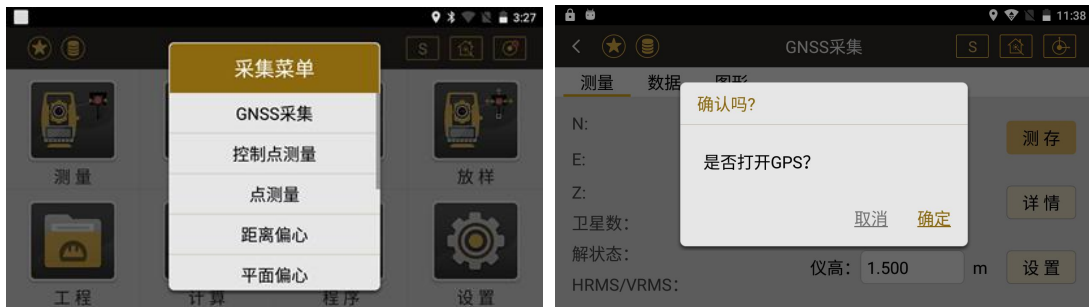 3:27
S
采集菜单
GNSS采集
控制点测量
点测量
距离偏心
平面偏心
测量
放样
工程
计算
程序
设置
11:38
GNSS采集
S
测量 数据 图形
N:
E:
Z:
卫星数:
解状态:
HRMS/VRMS:
确认吗?
是否打开GPS?
取消 确定
仪高: 1.500 m
测存
详情
设置